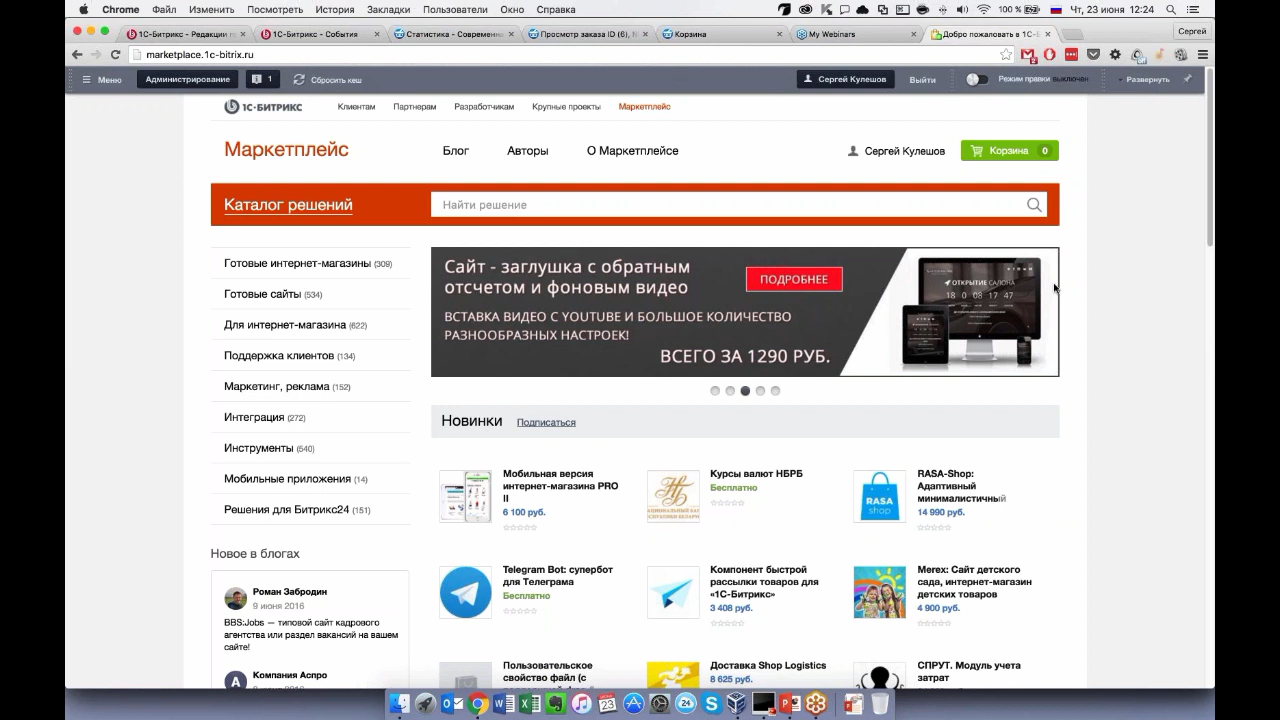 Chrome Файл Изменить Посмотреть История Закладки Пользователи Окно Справка 100 % Чт, 23 июня 12:24
1С-Битрикс - Редакции п 1С-Битрикс - События Статистика - Современна Просмотр заказа ID (6), N Корзина My Webinars Добро пожаловать в 1С-Б Сергей
marketplace.1c-bitrix.ru
Меню Администрирование 1 Сбросить кеш Сергей Кулешов Выйти Режим правки выключен Развернуть
1С-БИТРИКС Клиентам Партнерам Разработчикам Крупные проекты Маркетплейс
Маркетплейс Блог Авторы О Маркетплейсе Сергей Кулешов Корзина 0
Каталог решений Найти решение
Готовые интернет-магазины (309)
Готовые сайты (534)
Для интернет-магазина (622)
Поддержка клиентов (134)
Маркетинг, реклама (152)
Интеграция (272)
Инструменты (540)
Мобильные приложения (14)
Решения для Битрикс24 (151)
Сайт - заглушка с обратным
отсчетом и фоновым видео
ПОДРОБНЕЕ
ВСТАВКА ВИДЕО С YOUTUBE И БОЛЬШОЕ КОЛИЧЕСТВО
РАЗНООБРАЗНЫХ НАСТРОЕК!
ВСЕГО ЗА 1290 РУБ.
ОТКРЫТИЕ САЛОНА
18 0 08 17 47
Новинки Подписаться
Мобильная версия
интернет-магазина PRO
II
6 100 руб.
Курсы валют НБРБ
Бесплатно
RASA-Shop:
Адаптивный
минималистичный
14 990 руб.
RASA
shop
Telegram Bot: супербот
для Телеграма
Бесплатно
Компонент быстрой
рассылки товаров для
«1С-Битрикс»
3 408 руб.
Merex: Сайт детского
сада, интернет-магазин
детских товаров
4 900 руб.
Пользовательское
свойство файл (с
Доставка Shop Logistics
8 625 руб.
СПРУТ. Модуль учета
затрат
Новое в блогах
Роман Забродин
9 июня 2016
BBS:Jobs — типовой сайт кадрового
агентства или раздел вакансий на вашем
сайте!
А Компания Аспро